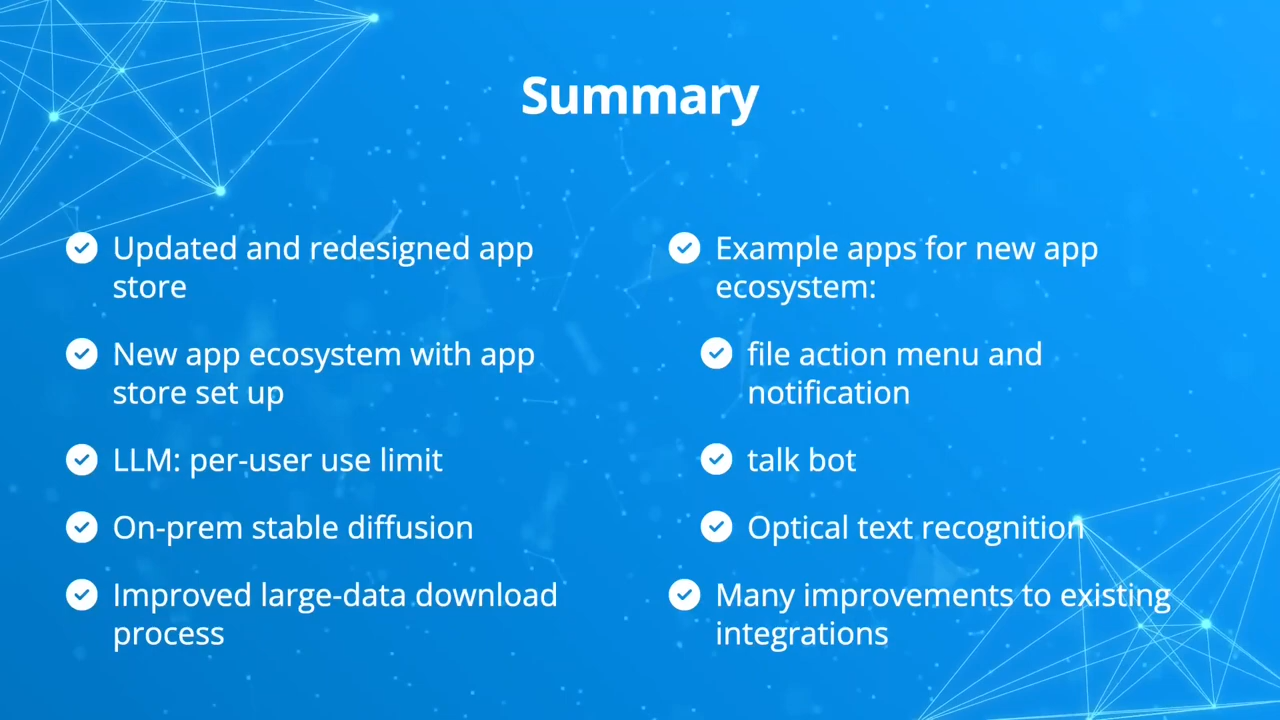 Summary
Updated and redesigned app
store
New app ecosystem with app
store set up
LLM: per-user use limit
On-prem stable diffusion
Improved large-data download
process
Example apps for new app
ecosystem:
file action menu and
notification
talk bot
Optical text recognition
Many improvements to existing
integrations